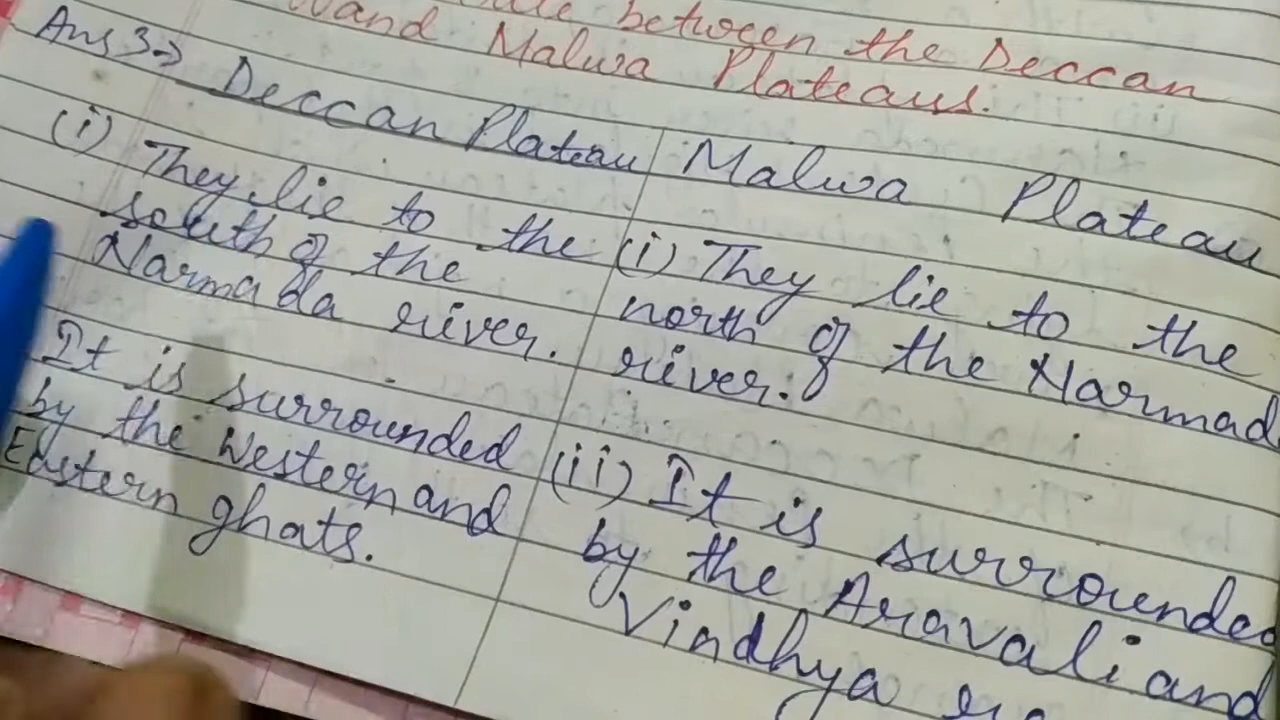 between the Deccan
and Malwa Plateaus.
Ans 3->
Deccan Plateau
(i) They lie to the
south of the
Narmada river.
It is surrounded
by the Western and
Eastern ghats.
Malwa Plateau
(i) They lie to the
north of the Narmad
river.
(ii) It is surrounded
by the Aravali and
Vindhya